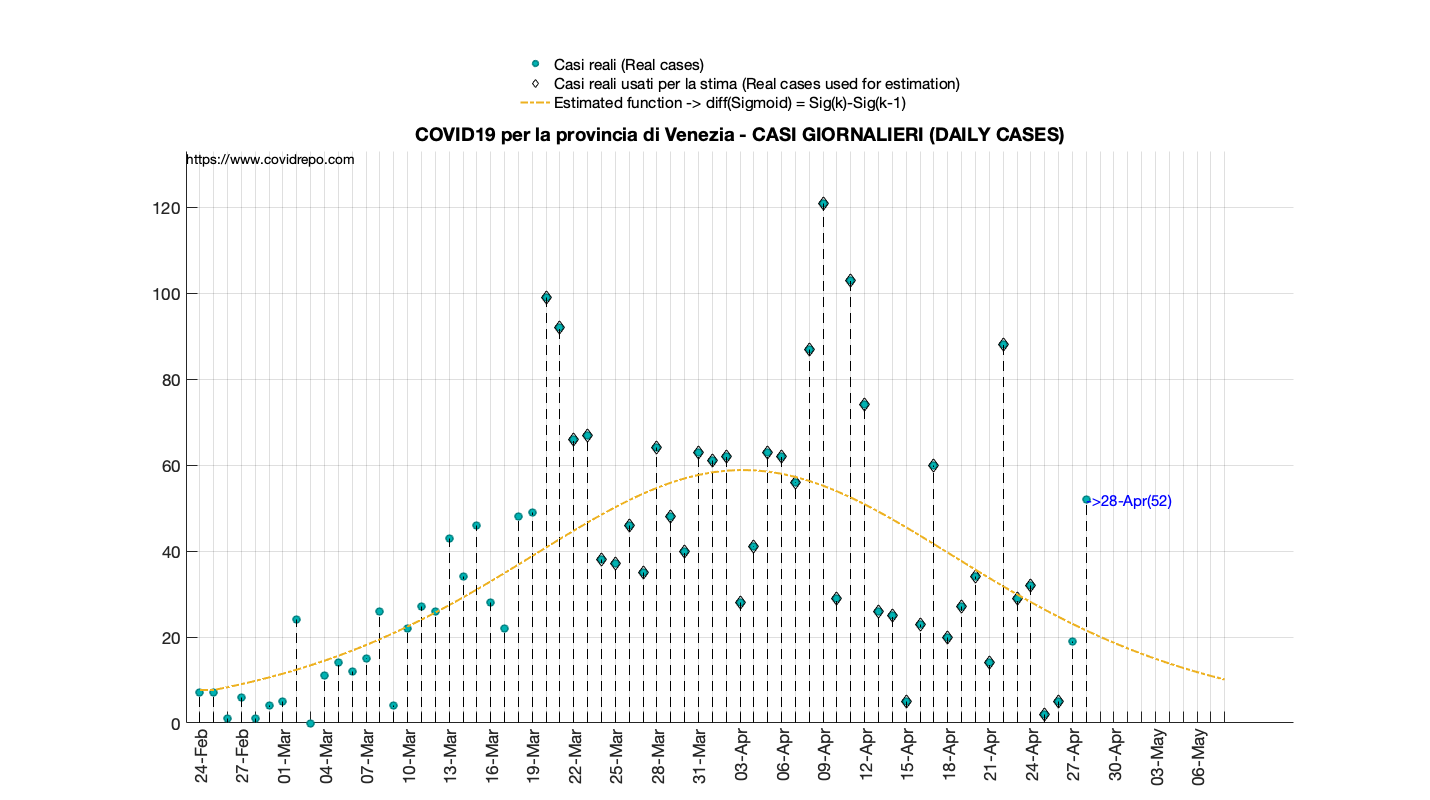 Casi reali (Real cases)
Casi reali usati per la stima (Real cases used for estimation)
Estimated function -> diff(Sigmoid) = Sig(k)-Sig(k-1)
COVID19 per la provincia di Venezia - CASI GIORNALIERI (DAILY CASES)
https://www.covidrepo.com
120
100
80
60
40
20
0
->28-Apr(52)
24-Feb
27-Feb
01-Mar
04-Mar
07-Mar
10-Mar
13-Mar
16-Mar
19-Mar
22-Mar
25-Mar
28-Mar
31-Mar
03-Apr
06-Apr
09-Apr
12-Apr
15-Apr
18-Apr
21-Apr
24-Apr
27-Apr
30-Apr
03-May
06-May